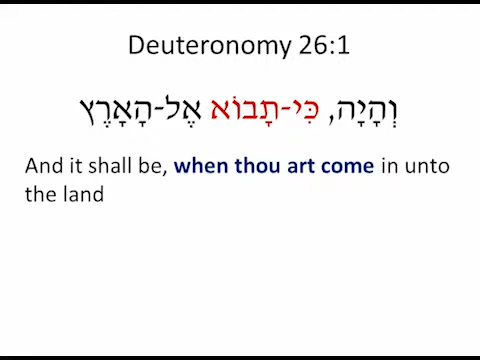 Deuteronomy 26:1
וְהָיָה, כִּי-תָבוֹא אֶל-הָאָרֶץ
And it shall be, when thou art come in unto
the land